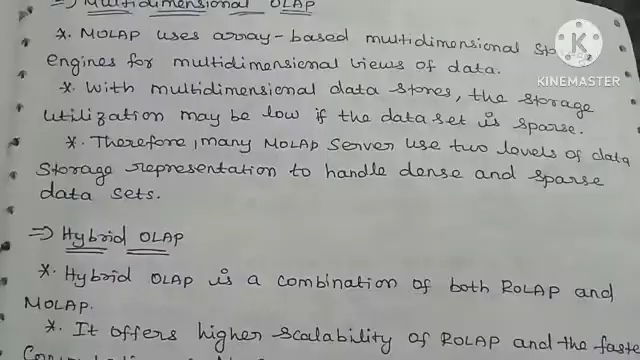 => Multidimensional OLAP
*. MOLAP uses array-based multidimensional
engines for multidimensional views of data.
*. With multidimensional data stores, the storage
utilization may be low if the data set is sparse.
*. Therefore, many MOLAP Server use two levels of data
storage representation to handle dense and sparse
data sets.
=> Hybrid OLAP
*. Hybrid OLAP is a combination of both ROLAP and
MOLAP.
*. It offers higher scalability of ROLAP and the faste
K
KINEMASTER